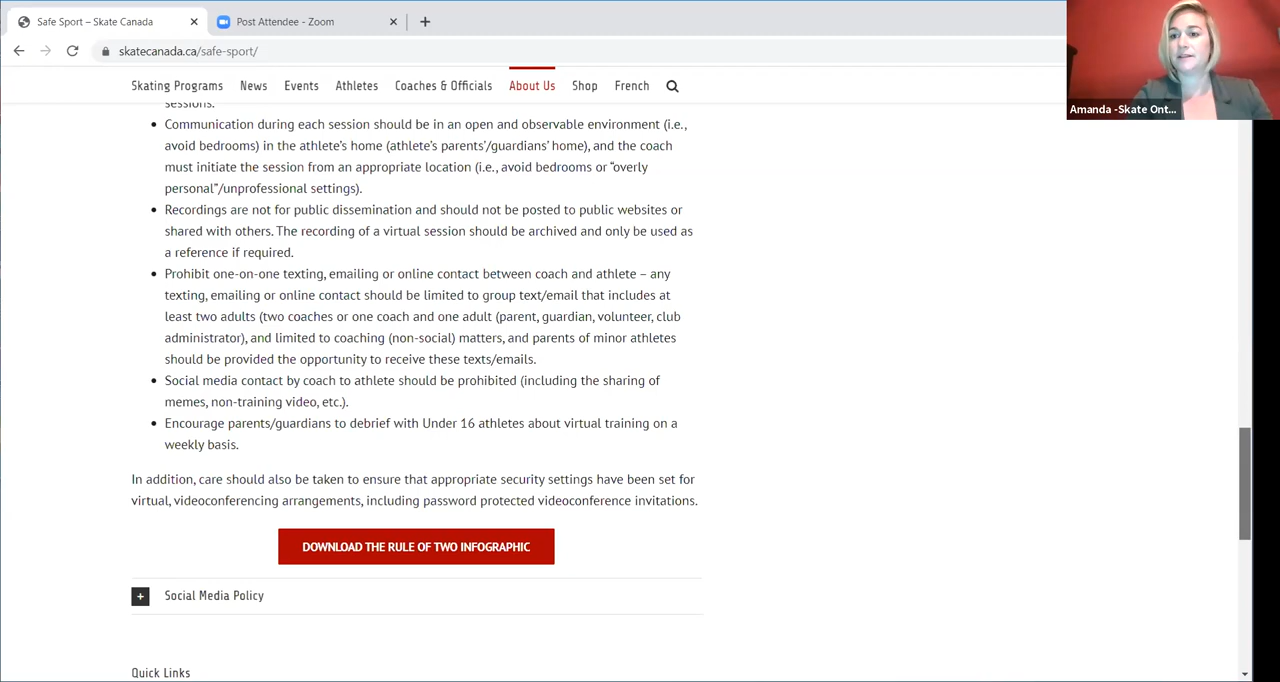 Safe Sport – Skate Canada
Post Attendee - Zoom
skatecanada.ca/safe-sport/
Skating Programs News Events Athletes Coaches & Officials About Us Shop French
sessions.
• Communication during each session should be in an open and observable environment (i.e.,
avoid bedrooms) in the athlete's home (athlete's parents'/guardians' home), and the coach
must initiate the session from an appropriate location (i.e., avoid bedrooms or “overly
personal”/unprofessional settings).
• Recordings are not for public dissemination and should not be posted to public websites or
shared with others. The recording of a virtual session should be archived and only be used as
a reference if required.
• Prohibit one-on-one texting, emailing or online contact between coach and athlete – any
texting, emailing or online contact should be limited to group text/email that includes at
least two adults (two coaches or one coach and one adult (parent, guardian, volunteer, club
administrator), and limited to coaching (non-social) matters, and parents of minor athletes
should be provided the opportunity to receive these texts/emails.
• Social media contact by coach to athlete should be prohibited (including the sharing of
memes, non-training video, etc.).
• Encourage parents/guardians to debrief with Under 16 athletes about virtual training on a
weekly basis.
In addition, care should also be taken to ensure that appropriate security settings have been set for
virtual, videoconferencing arrangements, including password protected videoconference invitations.
DOWNLOAD THE RULE OF TWO INFOGRAPHIC
Social Media Policy
Quick Links
Amanda -Skate Ont...